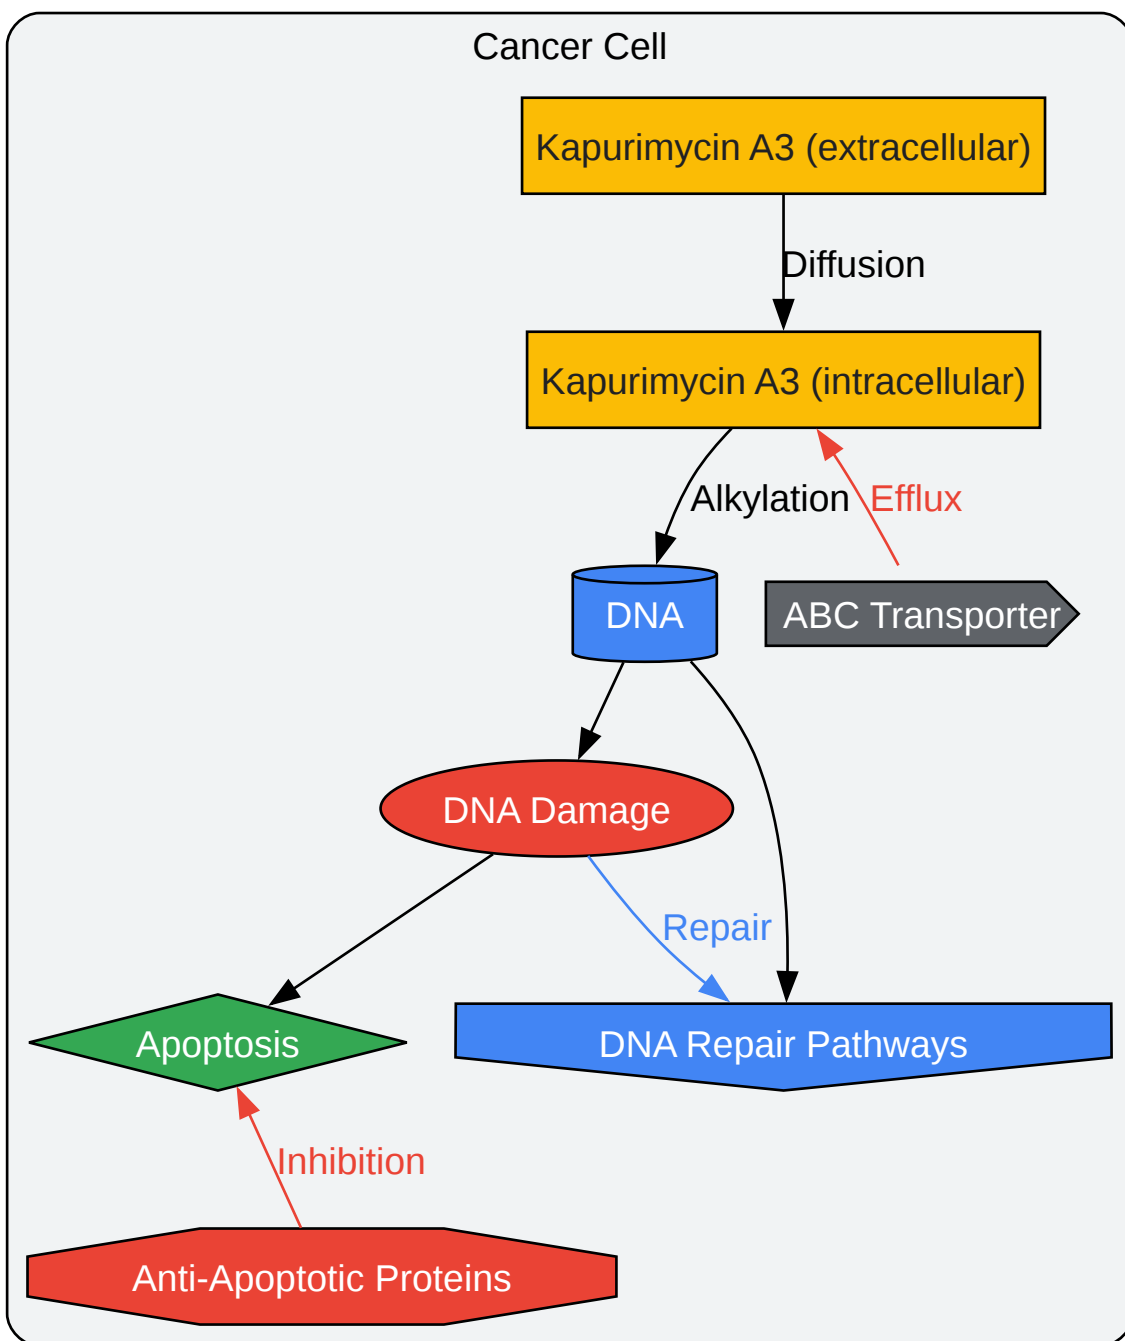 Cancer Cell
Kapurimycin A3 (extracellular)
Diffusion
Kapurimycin A3 (intracellular)
Alkylation
Efflux
DNA
ABC Transporter
DNA Damage
Repair
Apoptosis
DNA Repair Pathways
Inhibition
Anti-Apoptotic Proteins